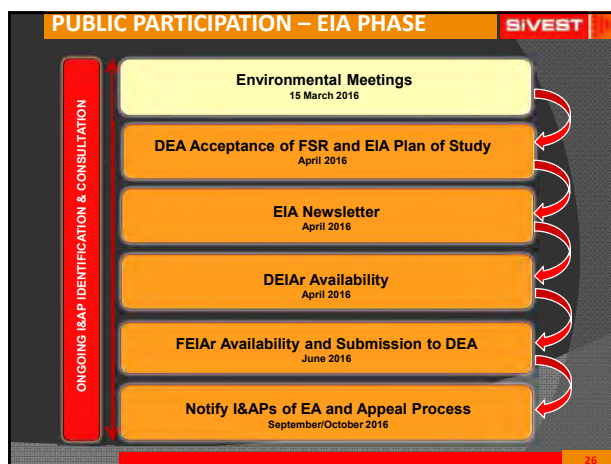 PUBLIC PARTICIPATION – EIA PHASE
SiVEST
ONGOING I&AP IDENTIFICATION & CONSULTATION
Environmental Meetings
15 March 2016
DEA Acceptance of FSR and EIA Plan of Study
April 2016
EIA Newsletter
April 2016
DEIAr Availability
April 2016
FEIAr Availability and Submission to DEA
June 2016
Notify I&APs of EA and Appeal Process
September/October 2016
26